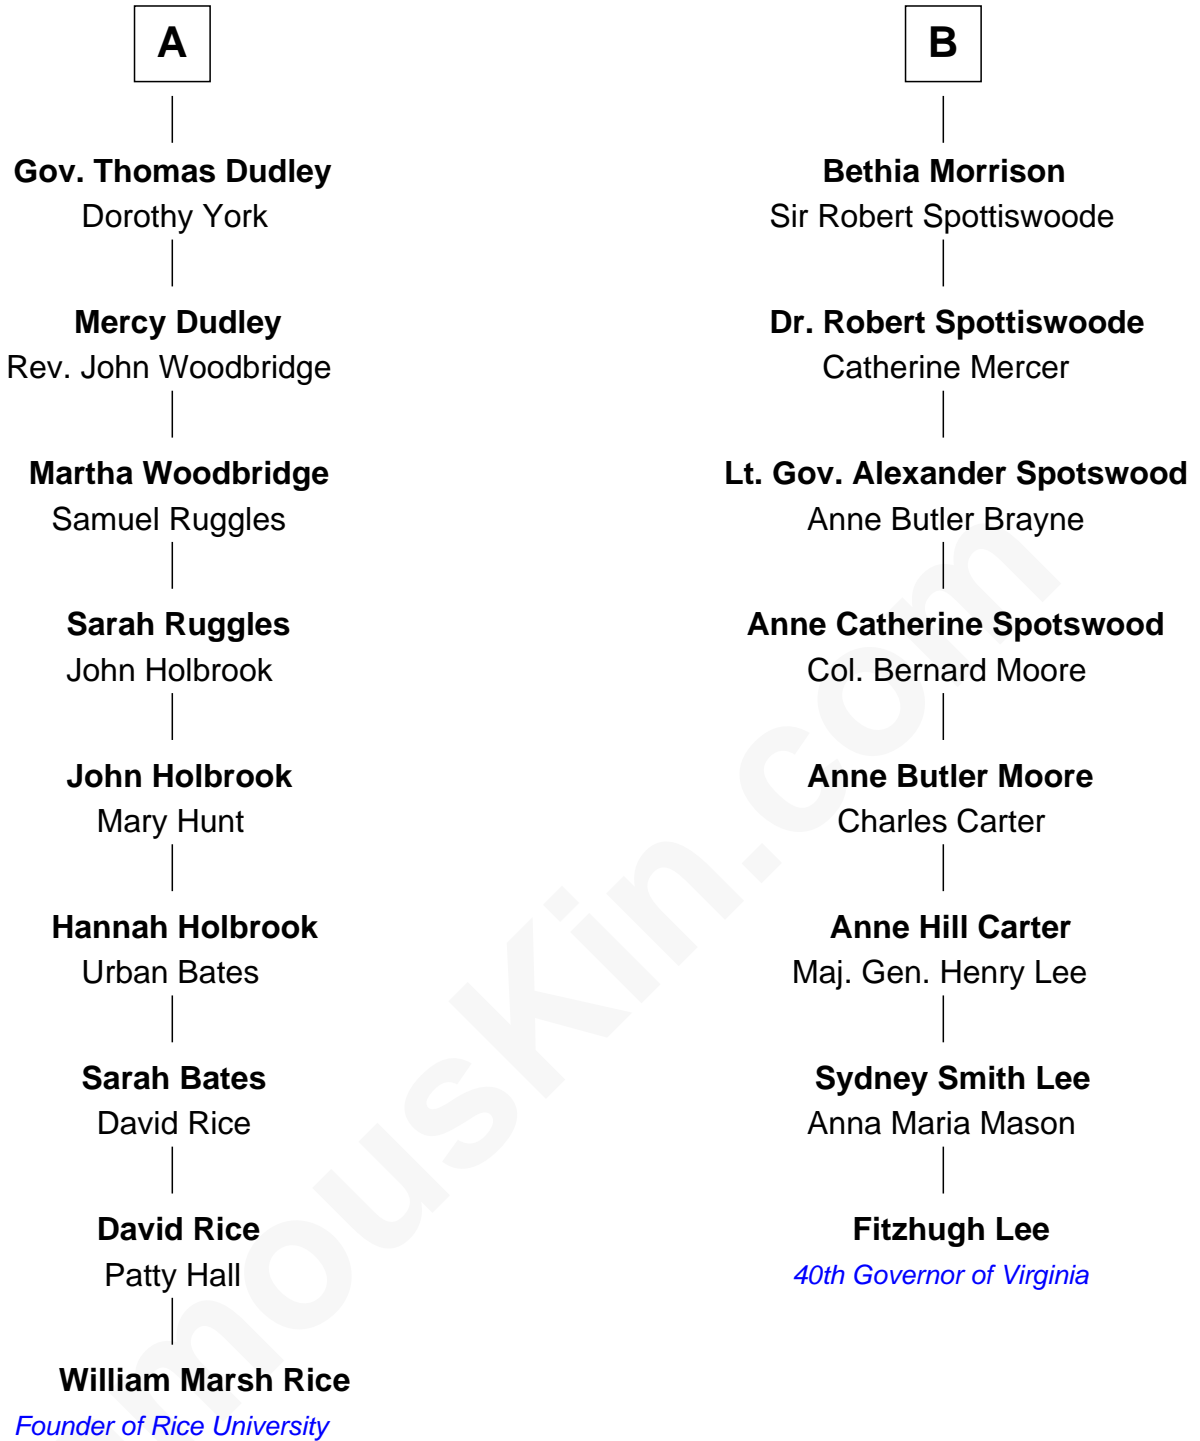 A
Gov. Thomas Dudley
Dorothy York
Mercy Dudley
Rev. John Woodbridge
Martha Woodbridge
Samuel Ruggles
Sarah Ruggles
John Holbrook
John Holbrook
Mary Hunt
Hannah Holbrook
Urban Bates
Sarah Bates
David Rice
David Rice
Patty Hall
William Marsh Rice
Founder of Rice University
B
Bethia Morrison
Sir Robert Spottiswoode
Dr. Robert Spottiswoode
Catherine Mercer
Lt. Gov. Alexander Spotswood
Anne Butler Brayne
Anne Catherine Spotswood
Col. Bernard Moore
Anne Butler Moore
Charles Carter
Anne Hill Carter
Maj. Gen. Henry Lee
Sydney Smith Lee
Anna Maria Mason
Fitzhugh Lee
40th Governor of Virginia
mousKin.com